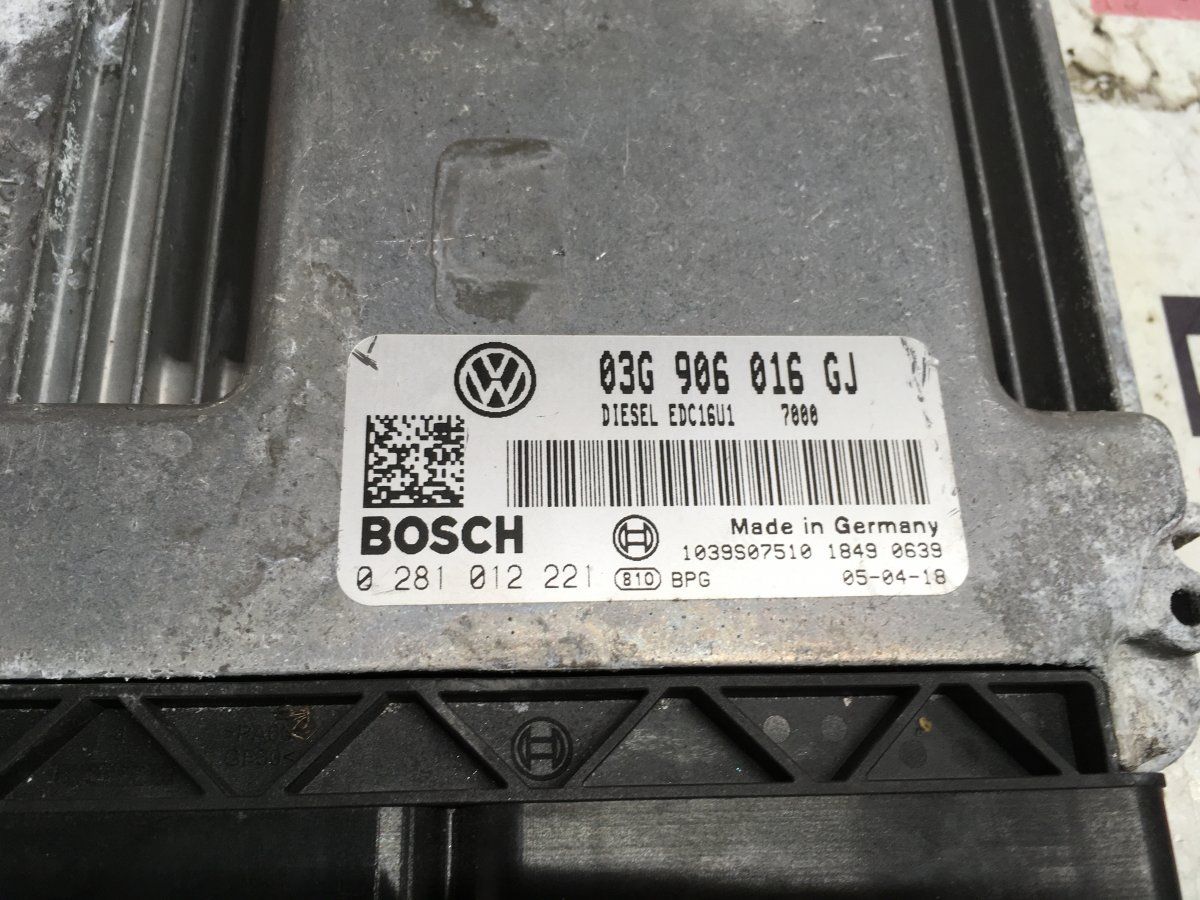 03G 906 016 GJ
DIESEL EDC16U1 7000
BOSCH
Made in Germany
1039S07510 1849 0639
0 281 012 221 810 BPG 05-04-18